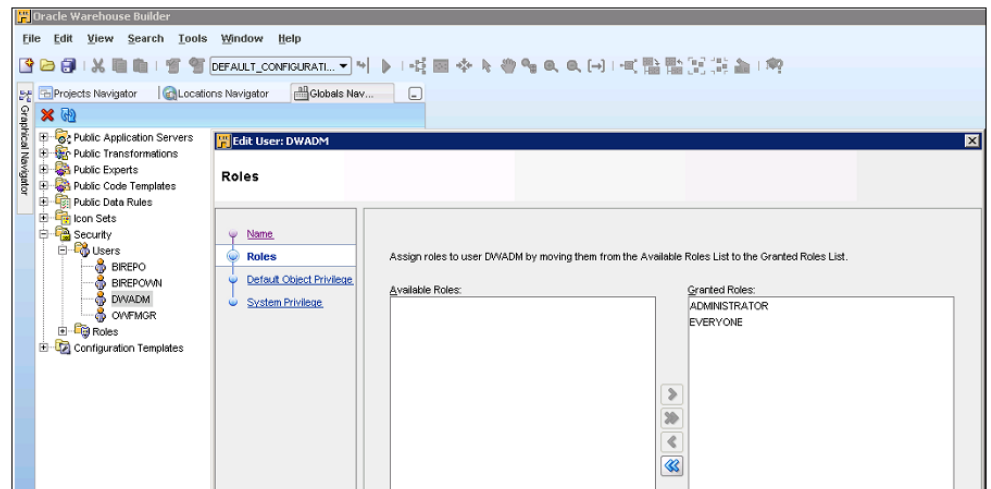 Oracle Warehouse Builder
File Edit View Search Tools Window Help
DEFAULT_CONFIGURATI...
Projects Navigator Locations Navigator Globals Nav...
Graphical Navigator
Public Application Servers
Public Transformations
Public Experts
Public Code Templates
Public Data Rules
Icon Sets
Security
Users
BIREPO
BIREPOWN
DWADM
OWFMGR
Roles
Configuration Templates
Edit User: DWADM
Roles
Name
Roles
Default Object Privilege
System Privilege
Assign roles to user DWADM by moving them from the Available Roles List to the Granted Roles List.
Available Roles:
Granted Roles:
ADMINISTRATOR
EVERYONE